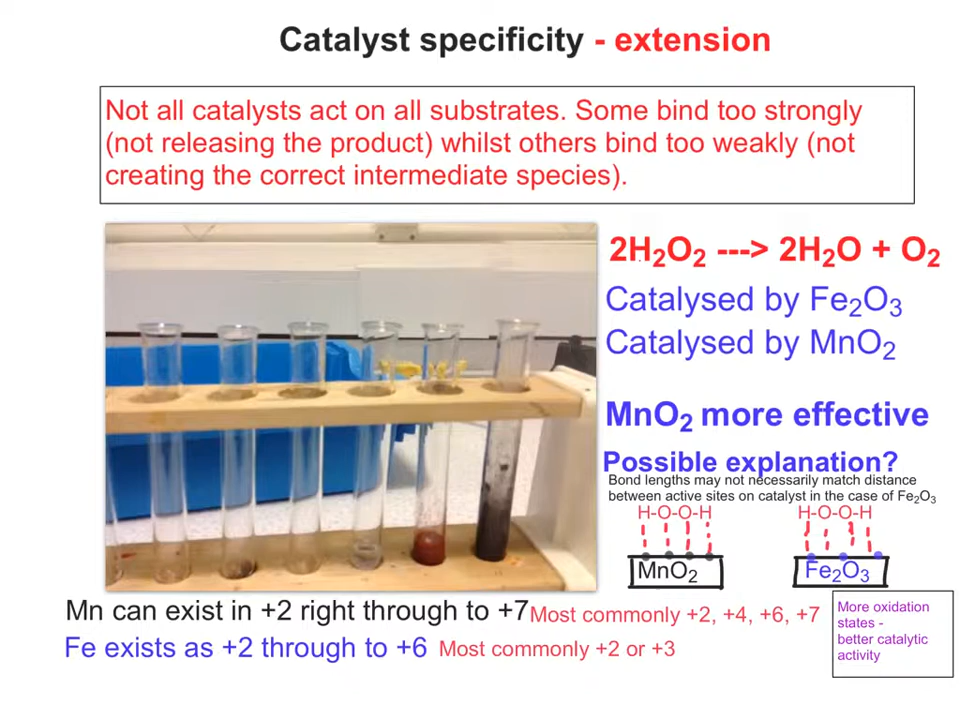 Catalyst specificity - extension
Not all catalysts act on all substrates. Some bind too strongly
(not releasing the product) whilst others bind too weakly (not
creating the correct intermediate species).
2H₂O₂ ---> 2H₂O + O₂
Catalysed by Fe₂O₃
Catalysed by MnO₂
MnO₂ more effective
Possible explanation?
Bond lengths may not necessarily match distance
between active sites on catalyst in the case of Fe₂O₃
H-O-O-H H-O-O-H
MnO₂ Fe₂O₃
Mn can exist in +2 right through to +7 Most commonly +2, +4, +6, +7
Fe exists as +2 through to +6 Most commonly +2 or +3
More oxidation
states -
better catalytic
activity